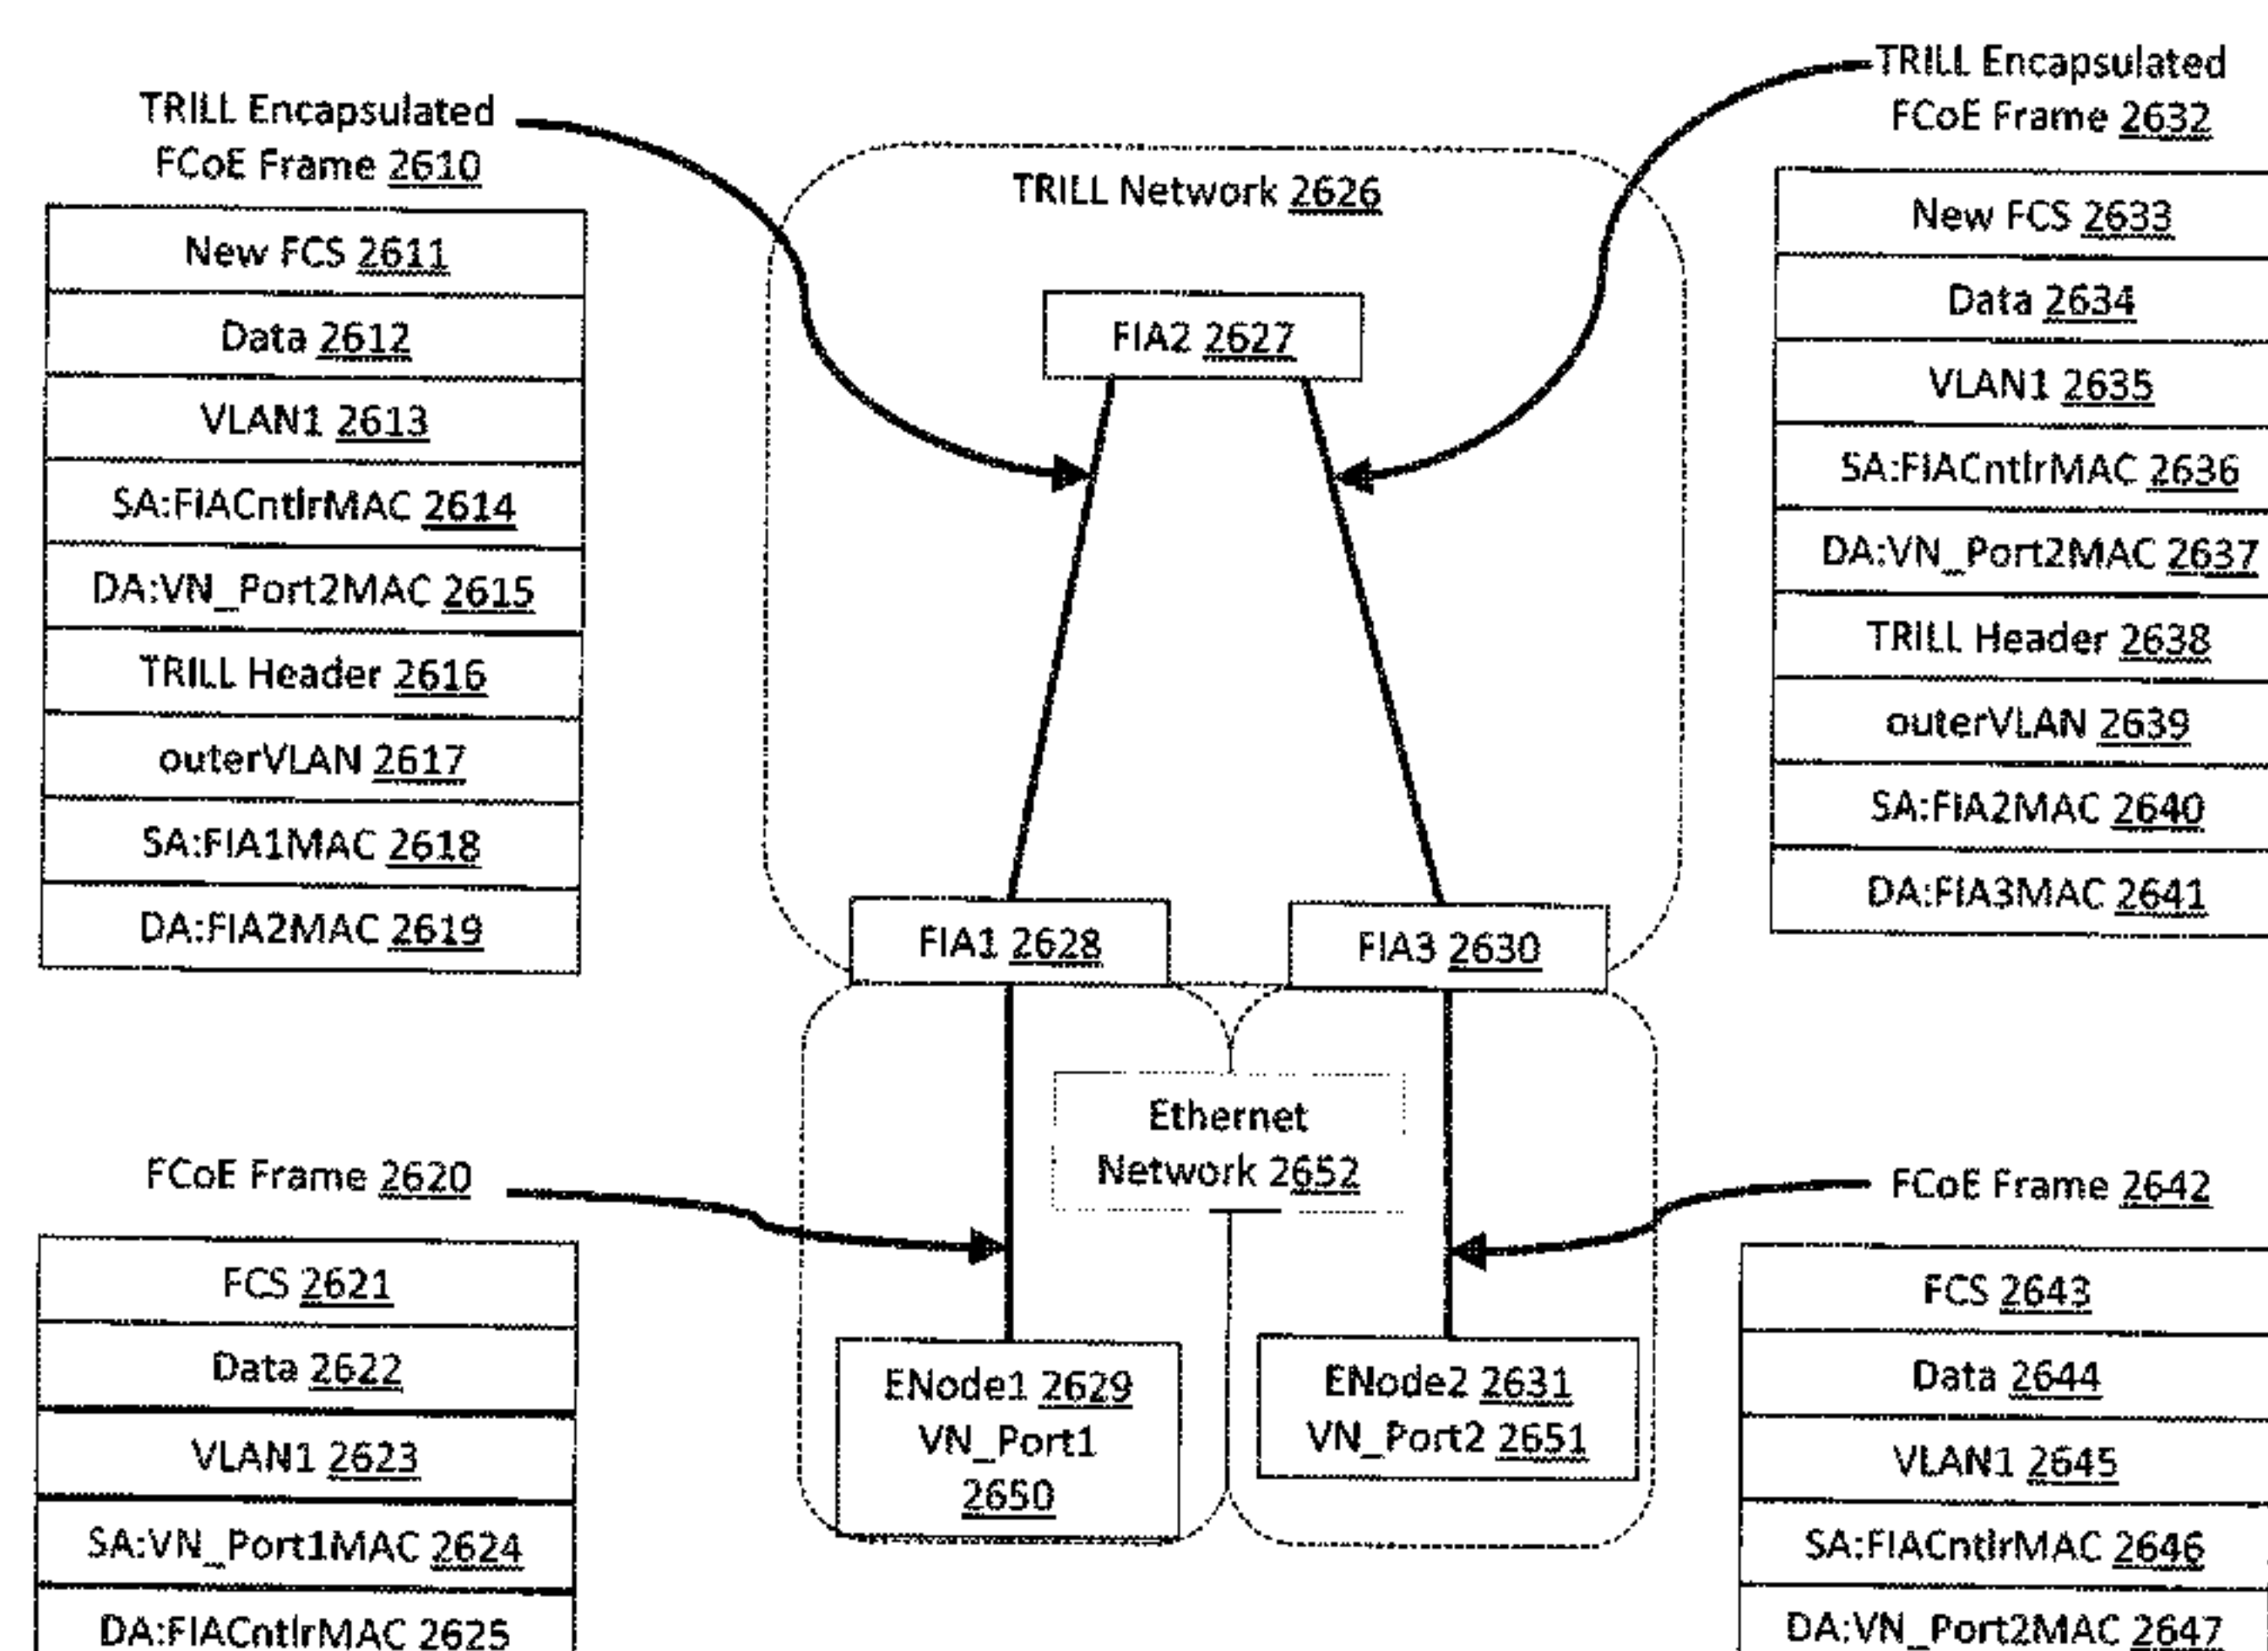 TRILL Encapsulated
FCoE Frame 2610
New FCS 2611
Data 2612
VLAN1 2613
SA:FIACntlrMAC 2614
DA:VN_Port2MAC 2615
TRILL Header 2616
outerVLAN 2617
SA:FIA1MAC 2618
DA:FIA2MAC 2619
TRILL Network 2626
FIA2 2627
FIA1 2628
FIA3 2630
TRILL Encapsulated
FCoE Frame 2632
New FCS 2633
Data 2634
VLAN1 2635
SA:FIACntlrMAC 2636
DA:VN_Port2MAC 2637
TRILL Header 2638
outerVLAN 2639
SA:FIA2MAC 2640
DA:FIA3MAC 2641
Ethernet
Network 2652
FCoE Frame 2620
FCS 2621
Data 2622
VLAN1 2623
SA:VN_Port1MAC 2624
DA:FIACntlrMAC 2625
ENode1 2629
VN_Port1
2650
ENode2 2631
VN_Port2 2651
FCoE Frame 2642
FCS 2643
Data 2644
VLAN1 2645
SA:FIACntlrMAC 2646
DA:VN_Port2MAC 2647